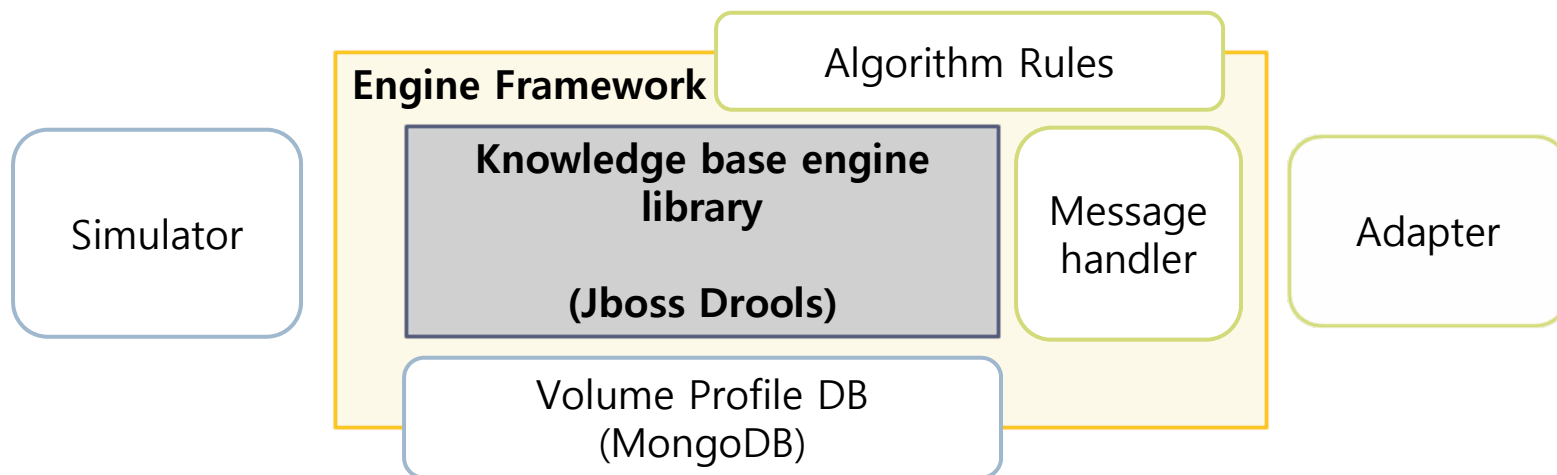 Algorithm Rules
Engine Framework
Knowledge base engine
library
(Jboss Drools)
Simulator
Message
handler
Adapter
Volume Profile DB
(MongoDB)